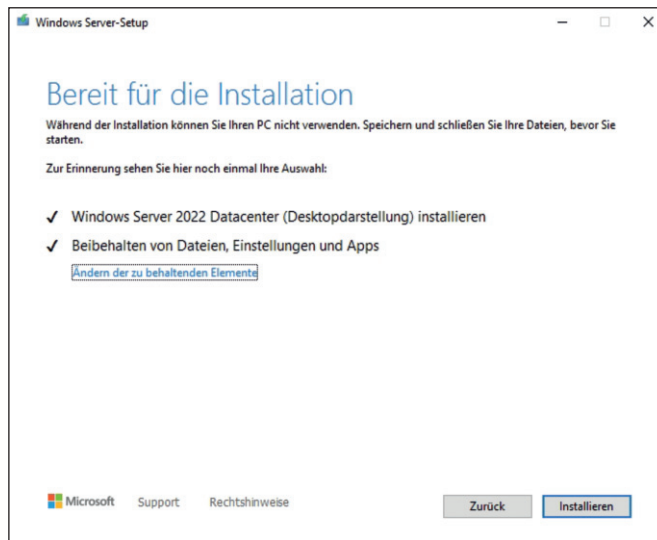 Windows Server-Setup
Bereit für die Installation
Während der Installation können Sie Ihren PC nicht verwenden. Speichern und schließen Sie Ihre Dateien, bevor Sie
starten.
Zur Erinnerung sehen Sie hier noch einmal Ihre Auswahl:
✓ Windows Server 2022 Datacenter (Desktopdarstellung) installieren
✓ Beibehalten von Dateien, Einstellungen und Apps
Ändern der zu behaltenden Elemente
Microsoft Support Rechtshinweise Zurück Installieren